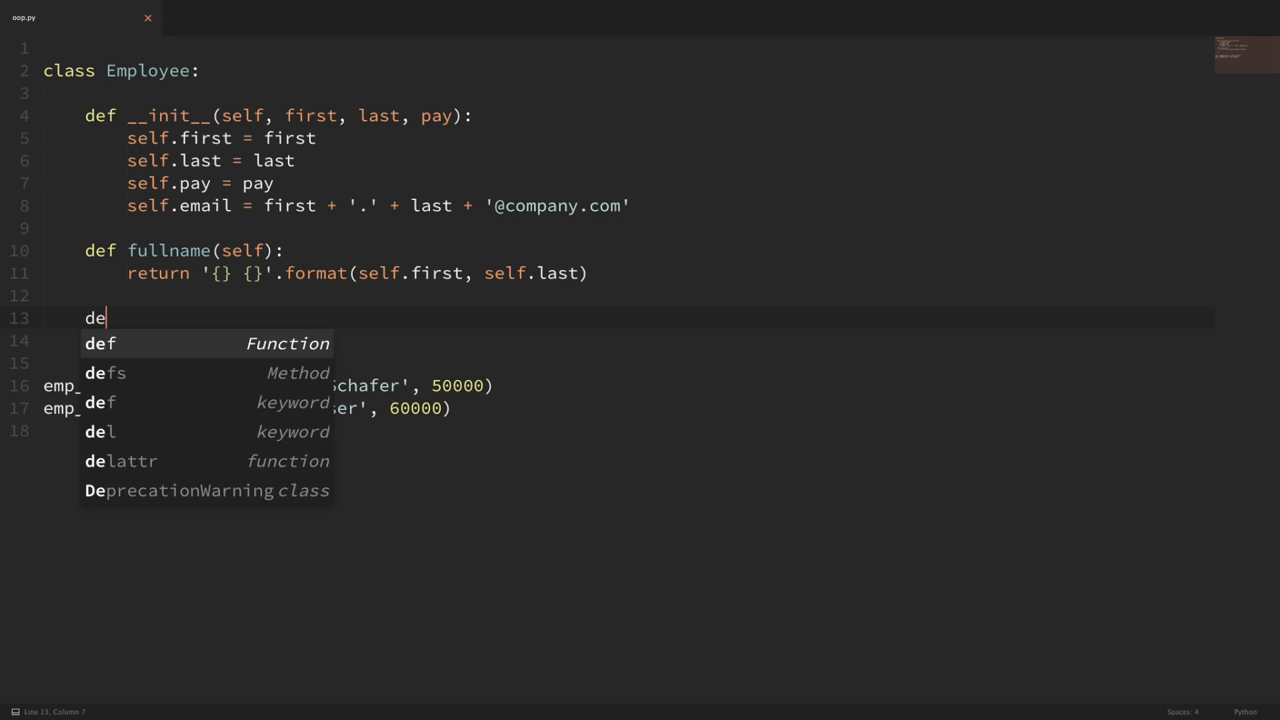 oop.py
1
2 class Employee:
3
4     def __init__(self, first, last, pay):
5         self.first = first
6         self.last = last
7         self.pay = pay
8         self.email = first + '.' + last + '@company.com'
9
10     def fullname(self):
11         return '{} {}'.format(self.first, self.last)
12
13     de
def Function
14
defs Method
15
16 emp_ Schafer', 50000)
def keyword
17 emp_ ser', 60000)
18
del keyword
delattr function
DeprecationWarning class
Line 13, Column 7 Spaces: 4 Python